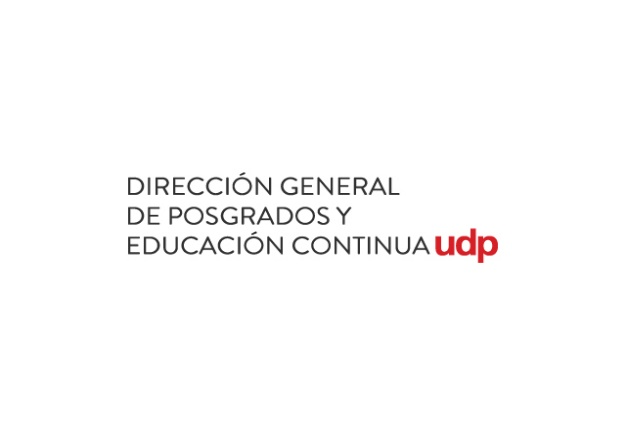 DIRECCIÓN GENERAL
DE POSGRADOS Y
EDUCACIÓN CONTINUA udp